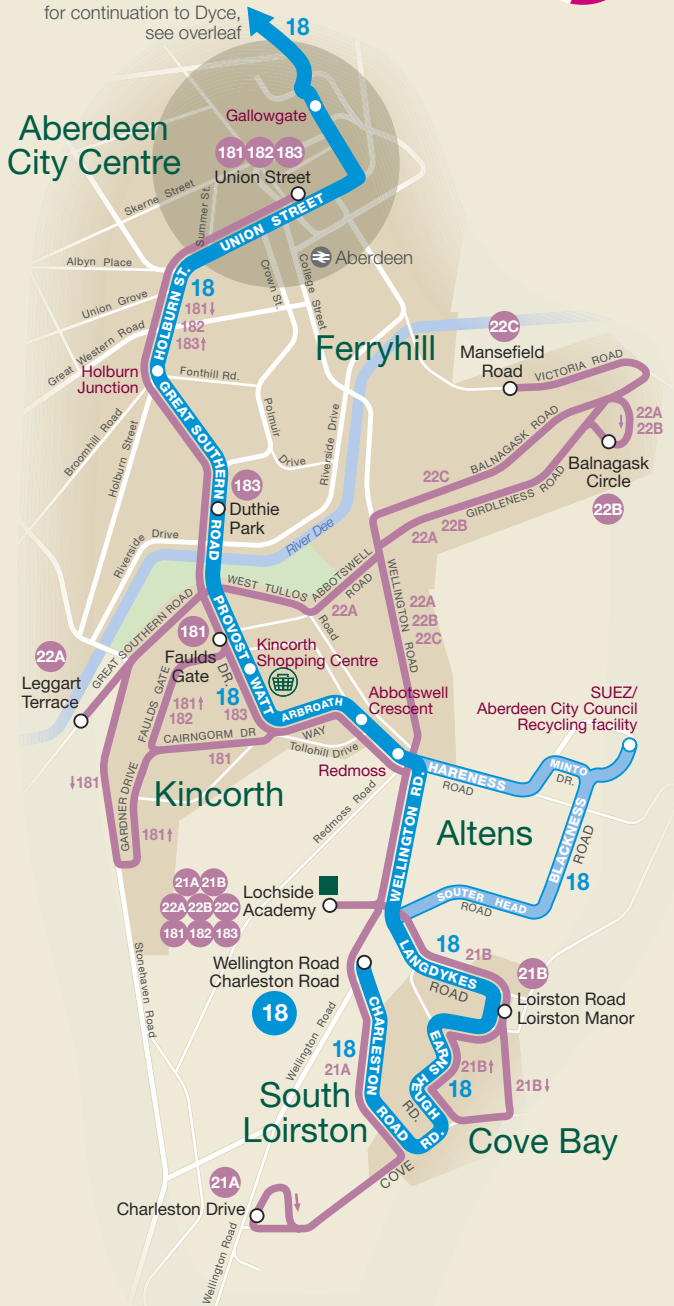 for continuation to Dyce,
see overleaf
18
Gallowgate
Aberdeen
City Centre
181 182 183
Union Street
Skerne Street
Summer St.
UNION STREET
Albyn Place
Crown St.
College Street
Aberdeen
Union Grove
HOLBURN ST.
18
181↓
182
183↑
Great Western Road
Ferryhill
22C
Mansefield
Road
VICTORIA ROAD
Holburn
Junction
Fonthill Rd.
GREAT SOUTHERN ROAD
Polmuir
Drive
Riverside Drive
Broomhill Road
Holburn Street
22A
22B
BALNAGASK ROAD
22C
Balnagask
Circle
22B
GIRDLENESS ROAD
22B
22A
183
Duthie
Park
River Dee
Riverside Drive
WEST TULLOS
ROAD
ABBOTSWELL
Road
22A
WELLINGTON ROAD
22A
22B
22C
GREAT SOUTHERN ROAD
PROVOST WATT
DR.
181
Faulds
Gate
Kincorth
Shopping Centre
22A
Leggart
Terrace
FAULDS GATE
181↑
182
18
183
ARBROATH
WAY
Abbotswell
Crescent
SUEZ/
Aberdeen City Council
Recycling facility
CAIRNGORM DR
181
Tollohill Drive
Redmoss
↓181
GARDNER DRIVE
181↑
Kincorth
Redmoss Road
WELLINGTON RD.
HARENESS
ROAD
MINTO
DR.
BLACKNESS
ROAD
Altens
18
SOUTER HEAD
ROAD
21A 21B
22A 22B 22C
181 182 183
Lochside
Academy
Stonehaven Road
Wellington Road
Charleston Road
18
18
21B
LANGDYKES
ROAD
21B
Loirston Road
Loirston Manor
Wellington Road
CHARLESTON
ROAD
18
21A
EARNSHEUGH
RD.
RD.
21B↑
18
21B↓
South
Loirston
Cove Bay
COVE
21A
Charleston Drive
Wellington Road